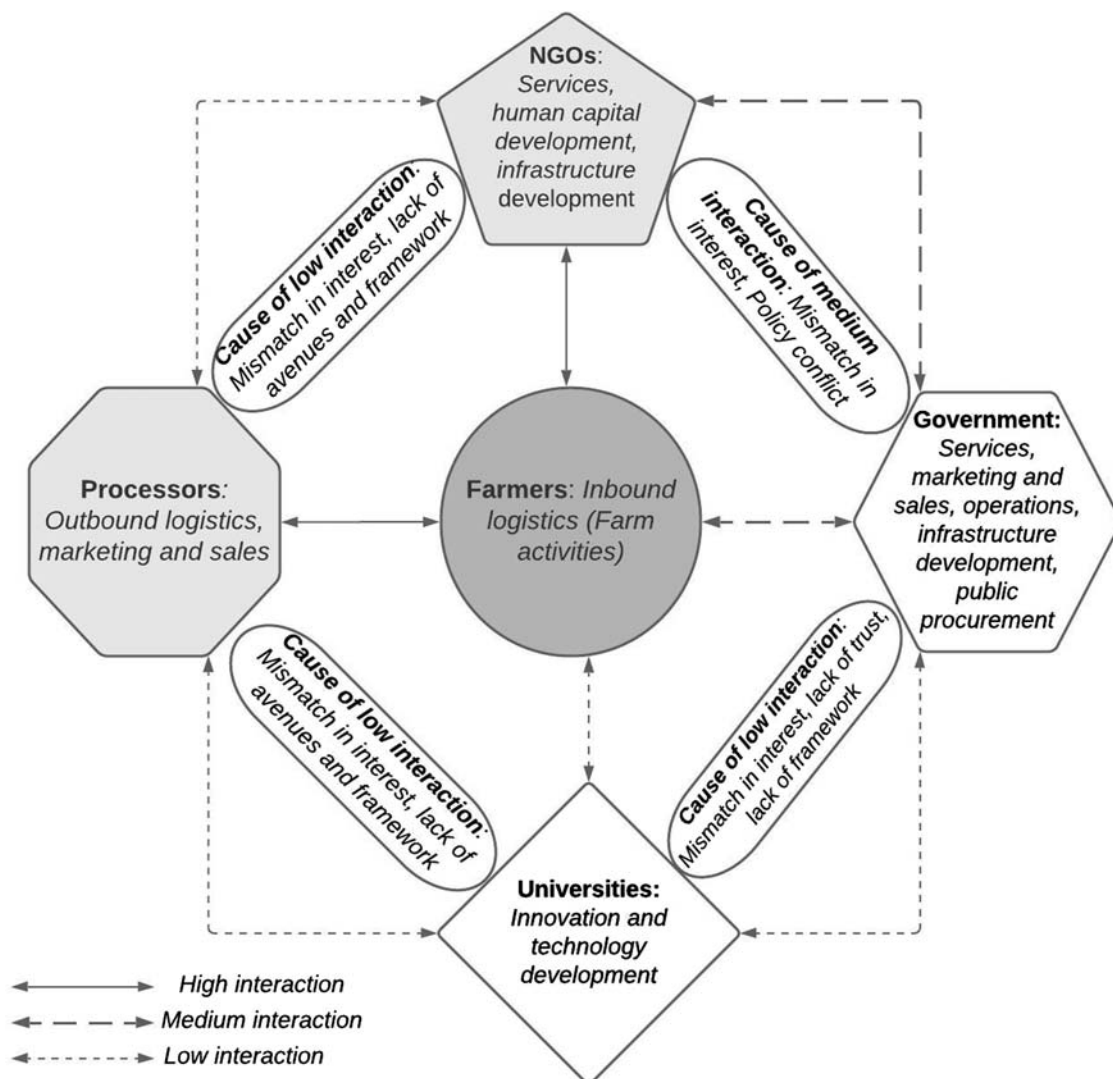 NGOs:
Services,
human capital
development,
infrastructure
development
Cause of low interaction:
Mismatch in interest, lack of
avenues and framework
Cause of medium
interaction: Mismatch in
interest, Policy conflict
Processors:
Outbound logistics,
marketing and sales
Farmers: Inbound
logistics (Farm
activities)
Government:
Services,
marketing and
sales, operations,
infrastructure
development,
public
procurement
Cause of low interaction:
Mismatch in interest, lack of
avenues and framework
Cause of low interaction:
Mismatch in interest, lack of trust,
lack of framework
Universities:
Innovation and
technology
development
High interaction
Medium interaction
Low interaction